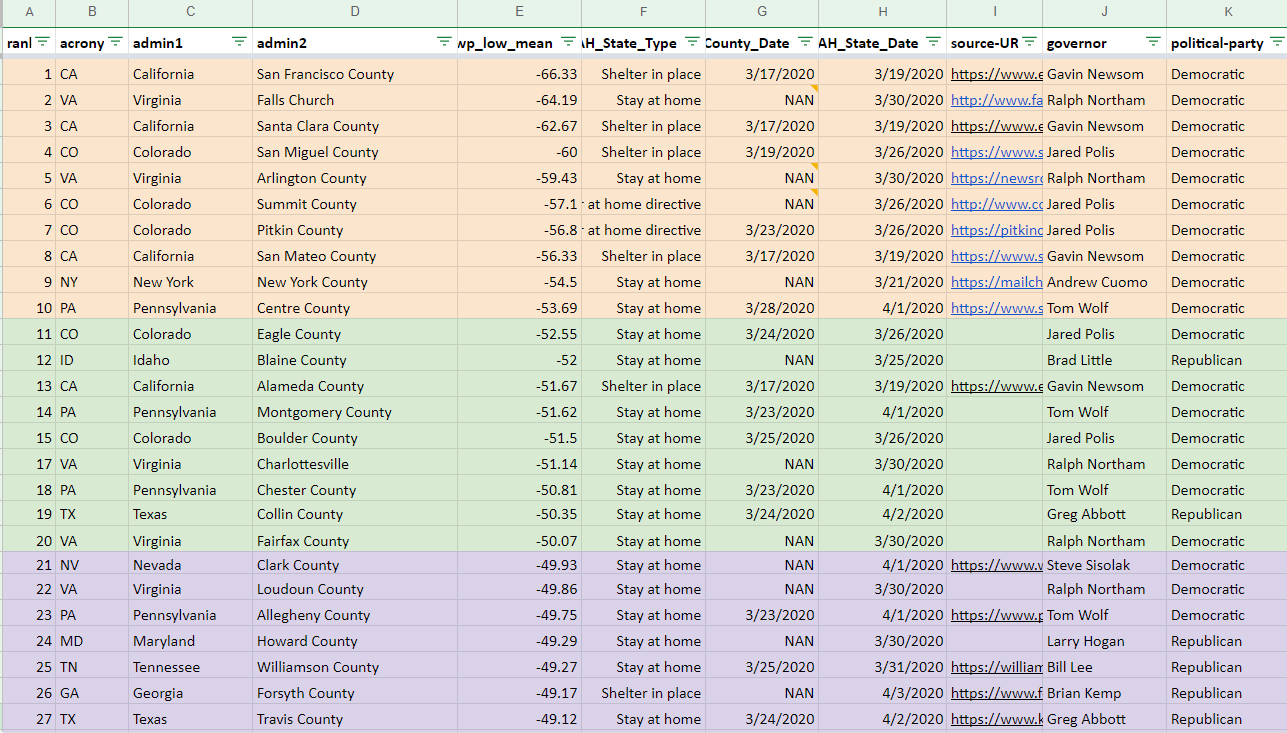 A B C D E F G H I J K
ranl acrony admin1 admin2 wp_low_mean AH_State_Type County_Date AH_State_Date source-UR governor political-party
1 CA California San Francisco County -66.33 Shelter in place 3/17/2020 3/19/2020 https://www.e Gavin Newsom Democratic
2 VA Virginia Falls Church -64.19 Stay at home NAN 3/30/2020 http://www.fa Ralph Northam Democratic
3 CA California Santa Clara County -62.67 Shelter in place 3/17/2020 3/19/2020 https://www.e Gavin Newsom Democratic
4 CO Colorado San Miguel County -60 Shelter in place 3/19/2020 3/26/2020 https://www.s Jared Polis Democratic
5 VA Virginia Arlington County -59.43 Stay at home NAN 3/30/2020 https://newsro Ralph Northam Democratic
6 CO Colorado Summit County -57.1 at home directive NAN 3/26/2020 http://www.co Jared Polis Democratic
7 CO Colorado Pitkin County -56.8 at home directive 3/23/2020 3/26/2020 https://pitkinc Jared Polis Democratic
8 CA California San Mateo County -56.33 Shelter in place 3/17/2020 3/19/2020 https://www.s Gavin Newsom Democratic
9 NY New York New York County -54.5 Stay at home NAN 3/21/2020 https://mailch Andrew Cuomo Democratic
10 PA Pennsylvania Centre County -53.69 Stay at home 3/28/2020 4/1/2020 https://www.s Tom Wolf Democratic
11 CO Colorado Eagle County -52.55 Stay at home 3/24/2020 3/26/2020 Jared Polis Democratic
12 ID Idaho Blaine County -52 Stay at home NAN 3/25/2020 Brad Little Republican
13 CA California Alameda County -51.67 Shelter in place 3/17/2020 3/19/2020 https://www.e Gavin Newsom Democratic
14 PA Pennsylvania Montgomery County -51.62 Stay at home 3/23/2020 4/1/2020 Tom Wolf Democratic
15 CO Colorado Boulder County -51.5 Stay at home 3/25/2020 3/26/2020 Jared Polis Democratic
17 VA Virginia Charlottesville -51.14 Stay at home NAN 3/30/2020 Ralph Northam Democratic
18 PA Pennsylvania Chester County -50.81 Stay at home 3/23/2020 4/1/2020 Tom Wolf Democratic
19 TX Texas Collin County -50.35 Stay at home 3/24/2020 4/2/2020 Greg Abbott Republican
20 VA Virginia Fairfax County -50.07 Stay at home NAN 3/30/2020 Ralph Northam Democratic
21 NV Nevada Clark County -49.93 Stay at home NAN 4/1/2020 https://www.v Steve Sisolak Democratic
22 VA Virginia Loudoun County -49.86 Stay at home NAN 3/30/2020 Ralph Northam Democratic
23 PA Pennsylvania Allegheny County -49.75 Stay at home 3/23/2020 4/1/2020 https://www.p Tom Wolf Democratic
24 MD Maryland Howard County -49.29 Stay at home NAN 3/30/2020 Larry Hogan Republican
25 TN Tennessee Williamson County -49.27 Stay at home 3/25/2020 3/31/2020 https://william Bill Lee Republican
26 GA Georgia Forsyth County -49.17 Shelter in place NAN 4/3/2020 https://www.f Brian Kemp Republican
27 TX Texas Travis County -49.12 Stay at home 3/24/2020 4/2/2020 https://www.k Greg Abbott Republican